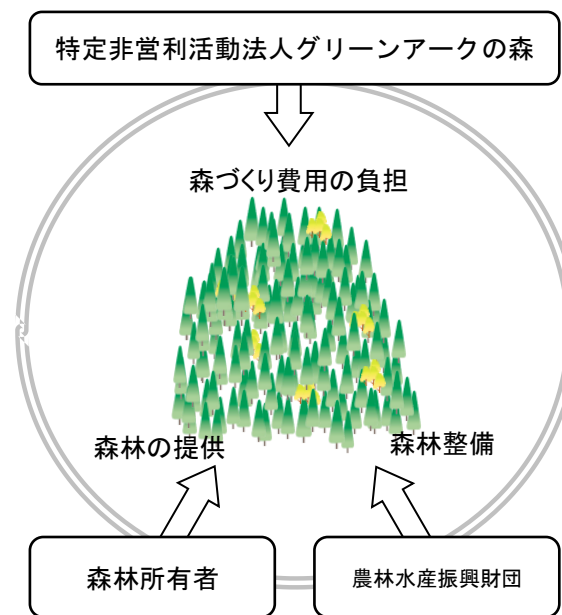 特定非営利活動法人グリーンアークの森
森づくり費用の負担
森林の提供
森林整備
森林所有者
農林水産振興財団